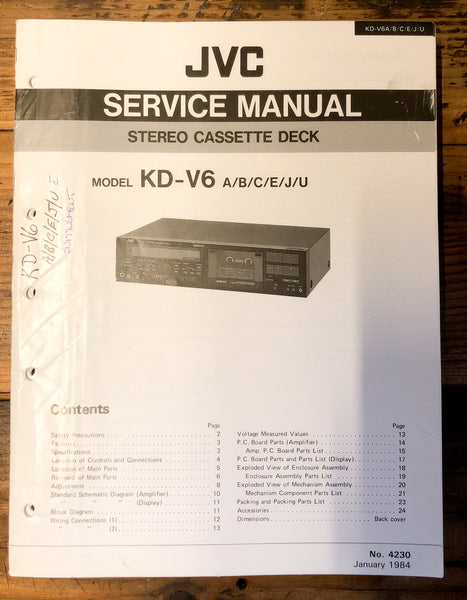 KD-V6A/B/C/E/J/U
JVC
SERVICE MANUAL
STEREO CASSETTE DECK
MODEL KD-V6 A/B/C/E/J/U
KD-V6
A/B/C/E/J/U
JVC
Contents
Page
Safety Precautions 2
Features 3
Specifications 3
Location of Controls and Connections 4
Location of Main Parts 5
Removal of Main Parts 6
Adjustment 8
Standard Schematic Diagram (Amplifier) 10
" " (Display) 11
Block Diagram 11
Wiring Connections (1) 12
" " (2) 13
Page
Voltage Measured Values 13
P.C. Board Parts (Amplifier) 14
Amp. P.C. Board Parts List 15
P.C. Board Parts and Parts List (Display) 17
Exploded View of Enclosure Assembly 18
Enclosure Assembly Parts List 19
Exploded View of Mechanism Assembly 20
Mechanism Component Parts List 21
Packing and Packing Parts List 23
Accessories 24
Dimensions Back cover
No. 4230
January 1984